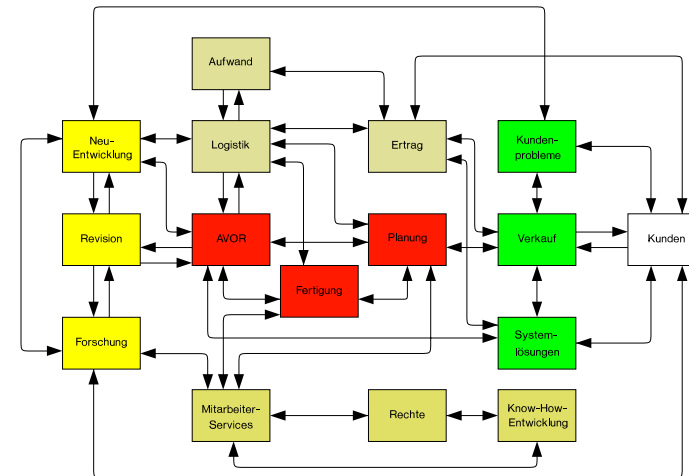 Aufwand
Neu-
Entwicklung
Logistik
Ertrag
Kunden-
probleme
Revision
AVOR
Planung
Verkauf
Kunden
Fertigung
Forschung
System-
lösungen
Mitarbeiter-
Services
Rechte
Know-How-
Entwicklung